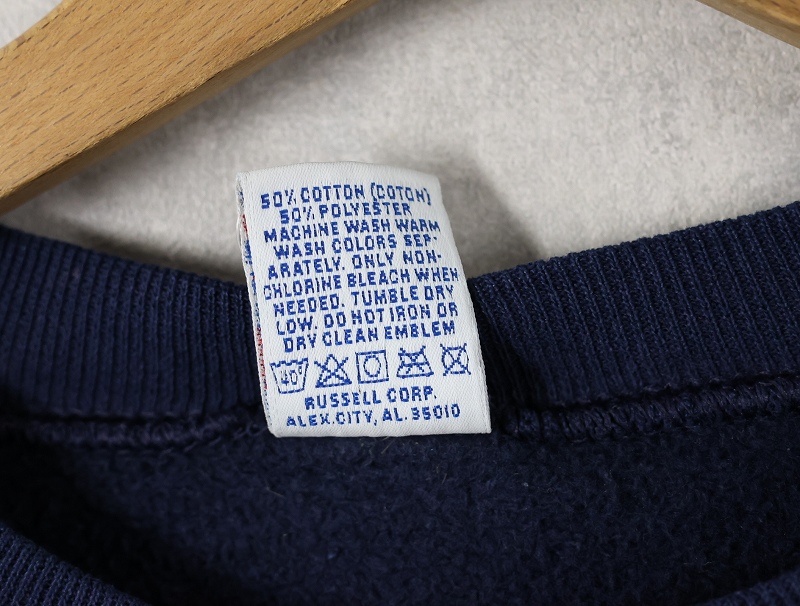 50% COTTON (COTON)
50% POLYESTER
MACHINE WASH WARM
WASH COLORS SEP-
ARATELY. ONLY NON-
CHLORINE BLEACH WHEN
NEEDED. TUMBLE DRY
LOW. DO NOT IRON OR
DRY CLEAN EMBLEM
40°
RUSSELL CORP.
ALEX.CITY, AL. 35010